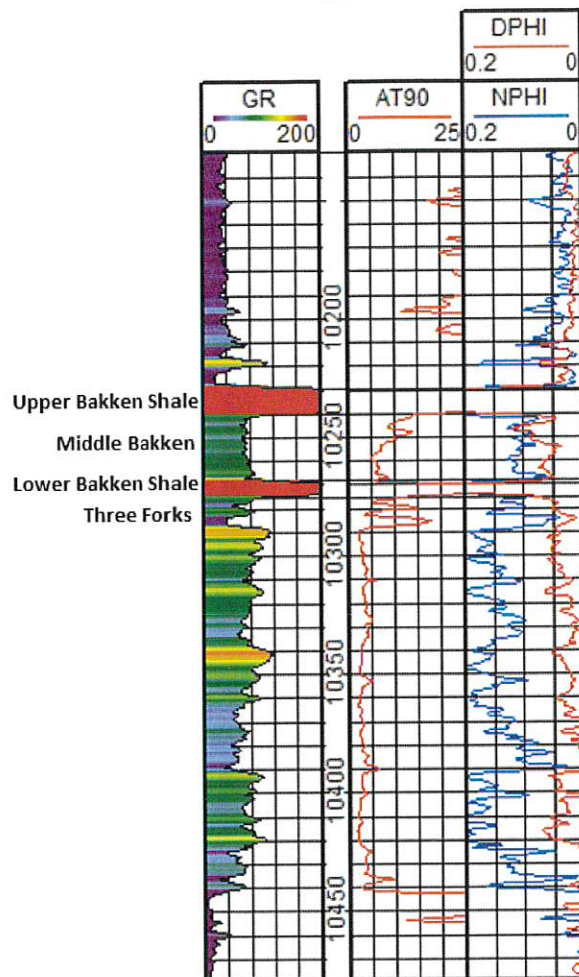 DPHI
0.2 0
GR AT90 NPHI
0 200 0 25 0.2 0
10200
Upper Bakken Shale
10250
Middle Bakken
Lower Bakken Shale
Three Forks
10300
10350
10400
10450